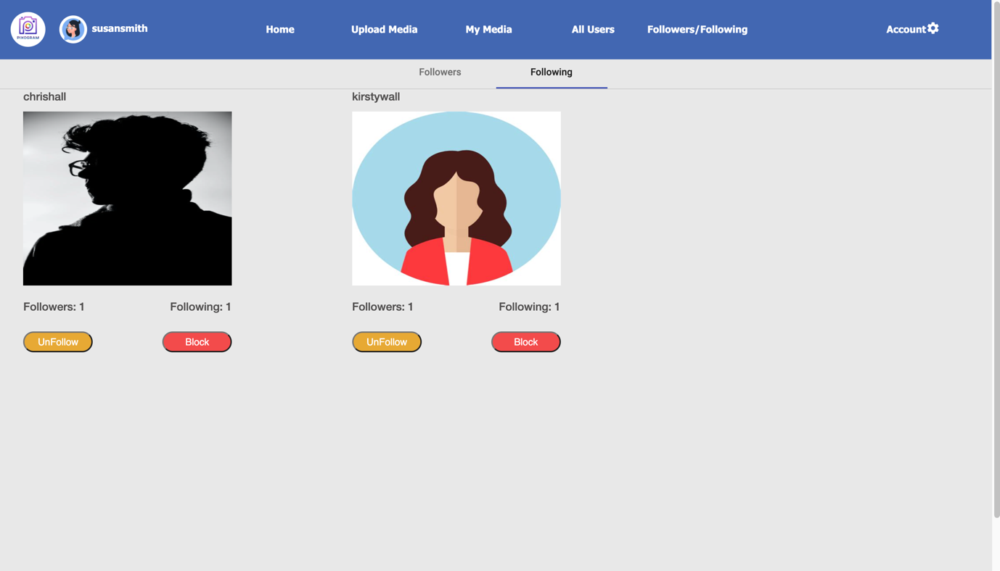 PIXOGRAM
susansmith
Home
Upload Media
My Media
All Users
Followers/Following
Account
Followers
Following
chrishall
kirstywall
Followers: 1
Following: 1
Followers: 1
Following: 1
UnFollow
Block
UnFollow
Block